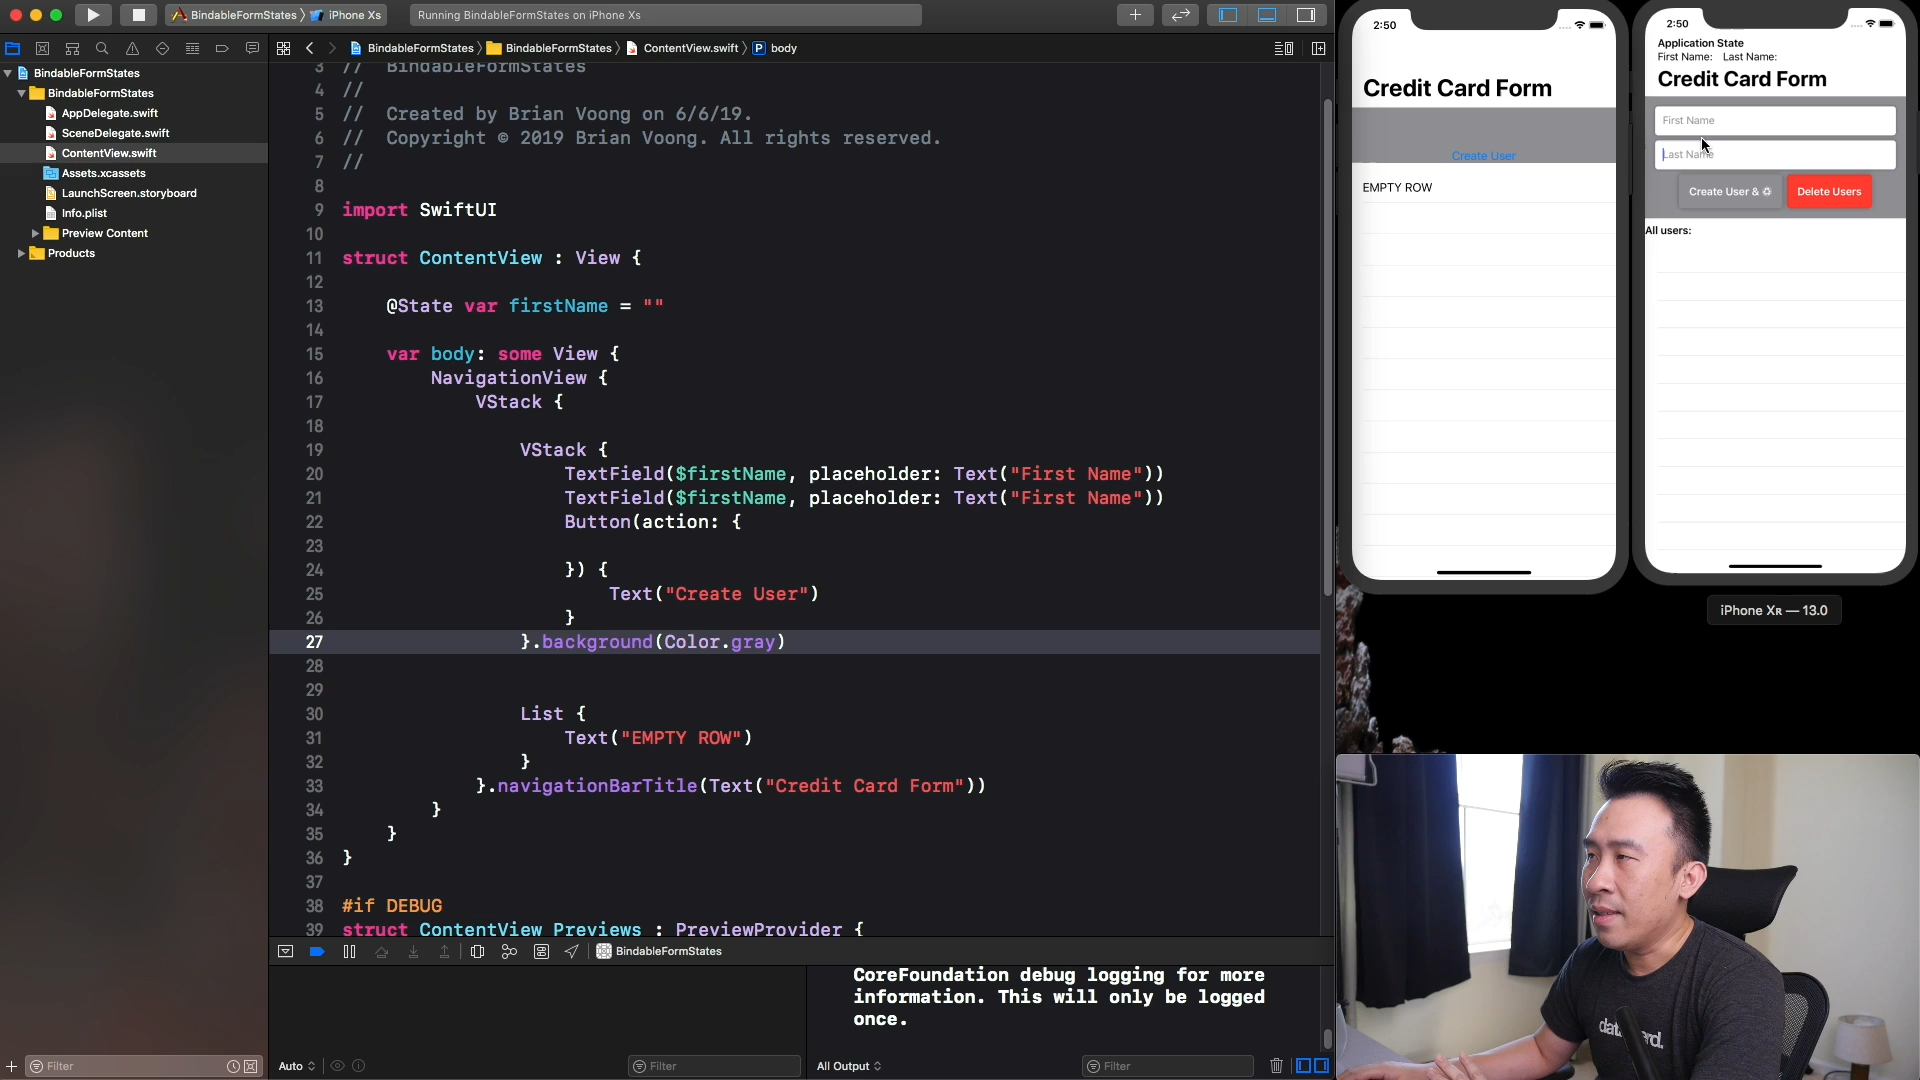 BindableFormStates
iPhone Xs
Running BindableFormStates on iPhone Xs
BindableFormStates
BindableFormStates
ContentView.swift
P
body
BindableFormStates
BindableFormStates
AppDelegate.swift
SceneDelegate.swift
ContentView.swift
Assets.xcassets
LaunchScreen.storyboard
Info.plist
Preview Content
Products
3 // BindableFormStates
4 //
5 // Created by Brian Voong on 6/6/19.
6 // Copyright © 2019 Brian Voong. All rights reserved.
7 //
8
9 import SwiftUI
10
11 struct ContentView : View {
12
13 @State var firstName = ""
14
15 var body: some View {
16 NavigationView {
17 VStack {
18
19 VStack {
20 TextField($firstName, placeholder: Text("First Name"))
21 TextField($firstName, placeholder: Text("First Name"))
22 Button(action: {
23
24 }) {
25 Text("Create User")
26 }
27 }.background(Color.gray)
28
29
30 List {
31 Text("EMPTY ROW")
32 }
33 }.navigationBarTitle(Text("Credit Card Form"))
34 }
35 }
36 }
37
38 #if DEBUG
39 struct ContentView_Previews : PreviewProvider {
BindableFormStates
CoreFoundation debug logging for more
information. This will only be logged
once.
Filter
Auto
Filter
All Output
Filter
2:50
Credit Card Form
Create User
EMPTY ROW
2:50
Application State
First Name: Last Name:
Credit Card Form
First Name
Last Name
Create User & ♲
Delete Users
All users:
iPhone XR — 13.0